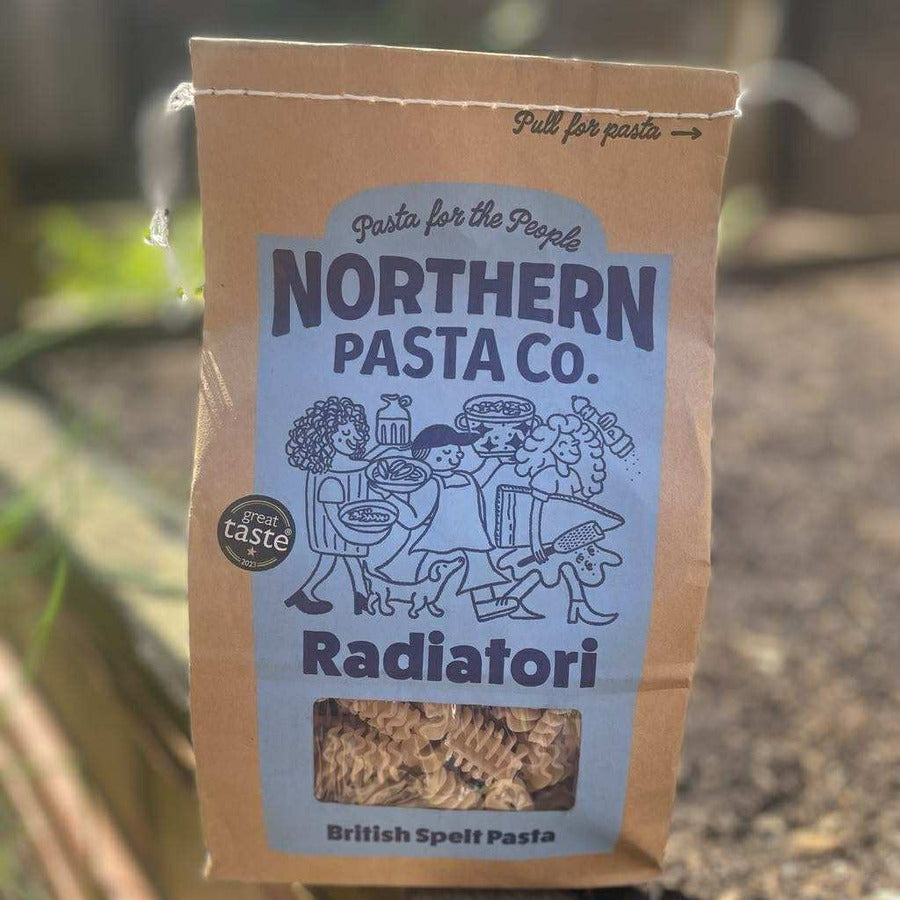 Pull for pasta →
Pasta for the People
NORTHERN
PASTA CO.
great
taste®
★
2023
Radiatori
British Spelt Pasta